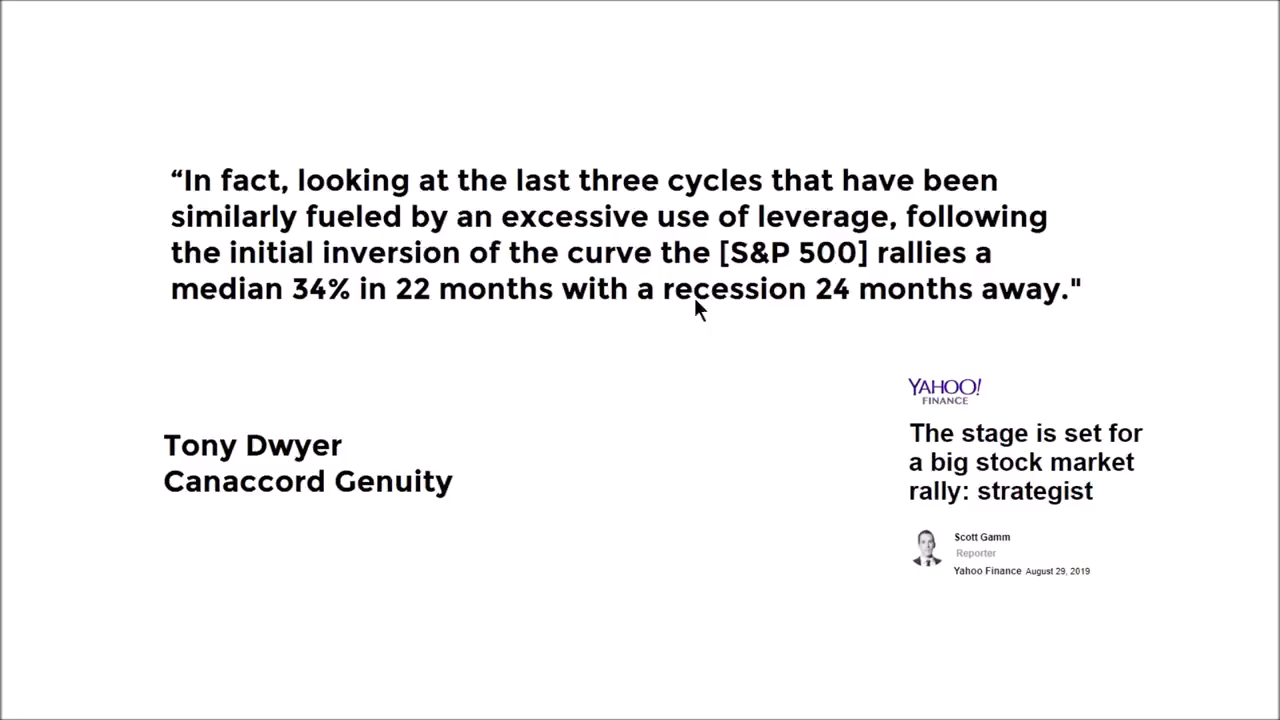 “In fact, looking at the last three cycles that have been
similarly fueled by an excessive use of leverage, following
the initial inversion of the curve the [S&P 500] rallies a
median 34% in 22 months with a recession 24 months away."
Tony Dwyer
Canaccord Genuity
YAHOO!
FINANCE
The stage is set for
a big stock market
rally: strategist
Scott Gamm
Reporter
Yahoo Finance August 29, 2019